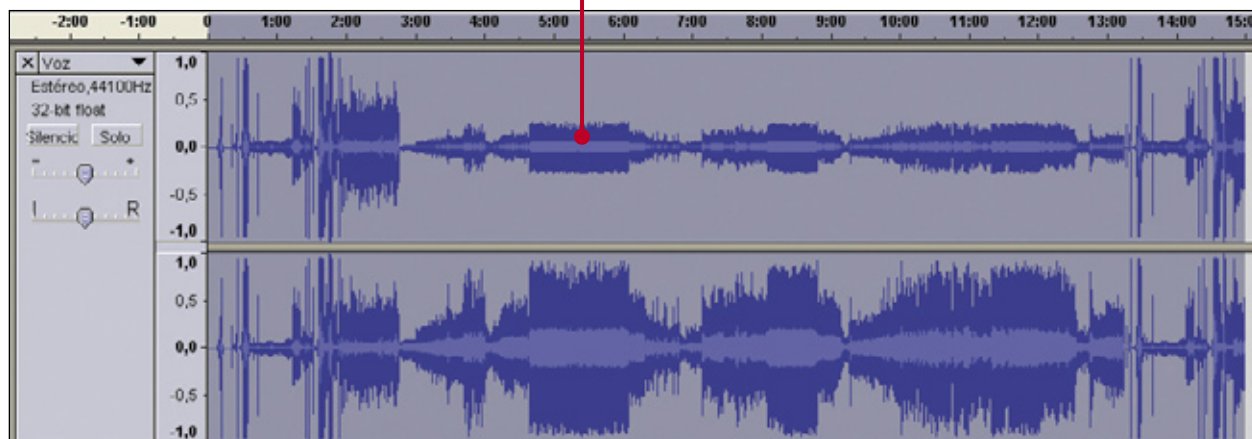 -2:00 -1:00 0 1:00 2:00 3:00 4:00 5:00 6:00 7:00 8:00 9:00 10:00 11:00 12:00 13:00 14:00 15:0
X Voz
Estéreo,44100Hz
32-bit float
Silencic Solo
- +
I R
1,0
0,5
0,0
-0,5
-1,0
1,0
0,5
0,0
-0,5
-1,0